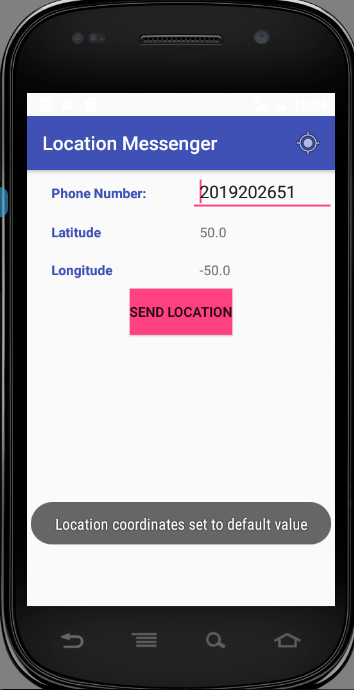 Location Messenger
Phone Number: 2019202651
Latitude 50.0
Longitude -50.0
SEND LOCATION
Location coordinates set to default value